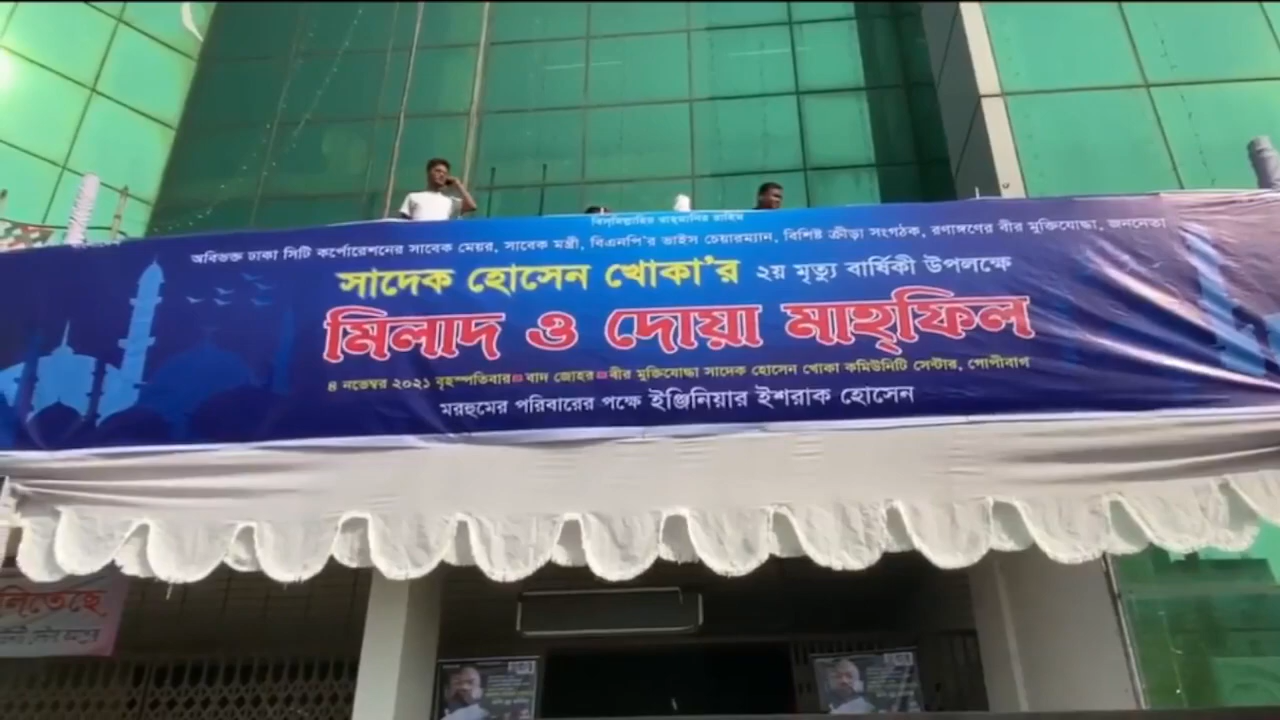 বিস্‌মিল্লাহির রাহ্‌মানির রাহিম
অবিভক্ত ঢাকা সিটি কর্পোরেশনের সাবেক মেয়র, সাবেক মন্ত্রী, বিএনপি'র ভাইস চেয়ারম্যান, বিশিষ্ট ক্রীড়া সংগঠক, রণাঙ্গণের বীর মুক্তিযোদ্ধা, জননেতা
সাদেক হোসেন খোকা'র ২য় মৃত্যু বার্ষিকী উপলক্ষে
মিলাদ ও দোয়া মাহ্‌ফিল
৪ নভেম্বর ২০২১ বৃহস্পতিবার বাদ জোহর বীর মুক্তিযোদ্ধা সাদেক হোসেন খোকা কমিউনিটি সেন্টার, গোপীবাগ
মরহুমের পরিবারের পক্ষে ইঞ্জিনিয়ার ইশরাক হোসেন